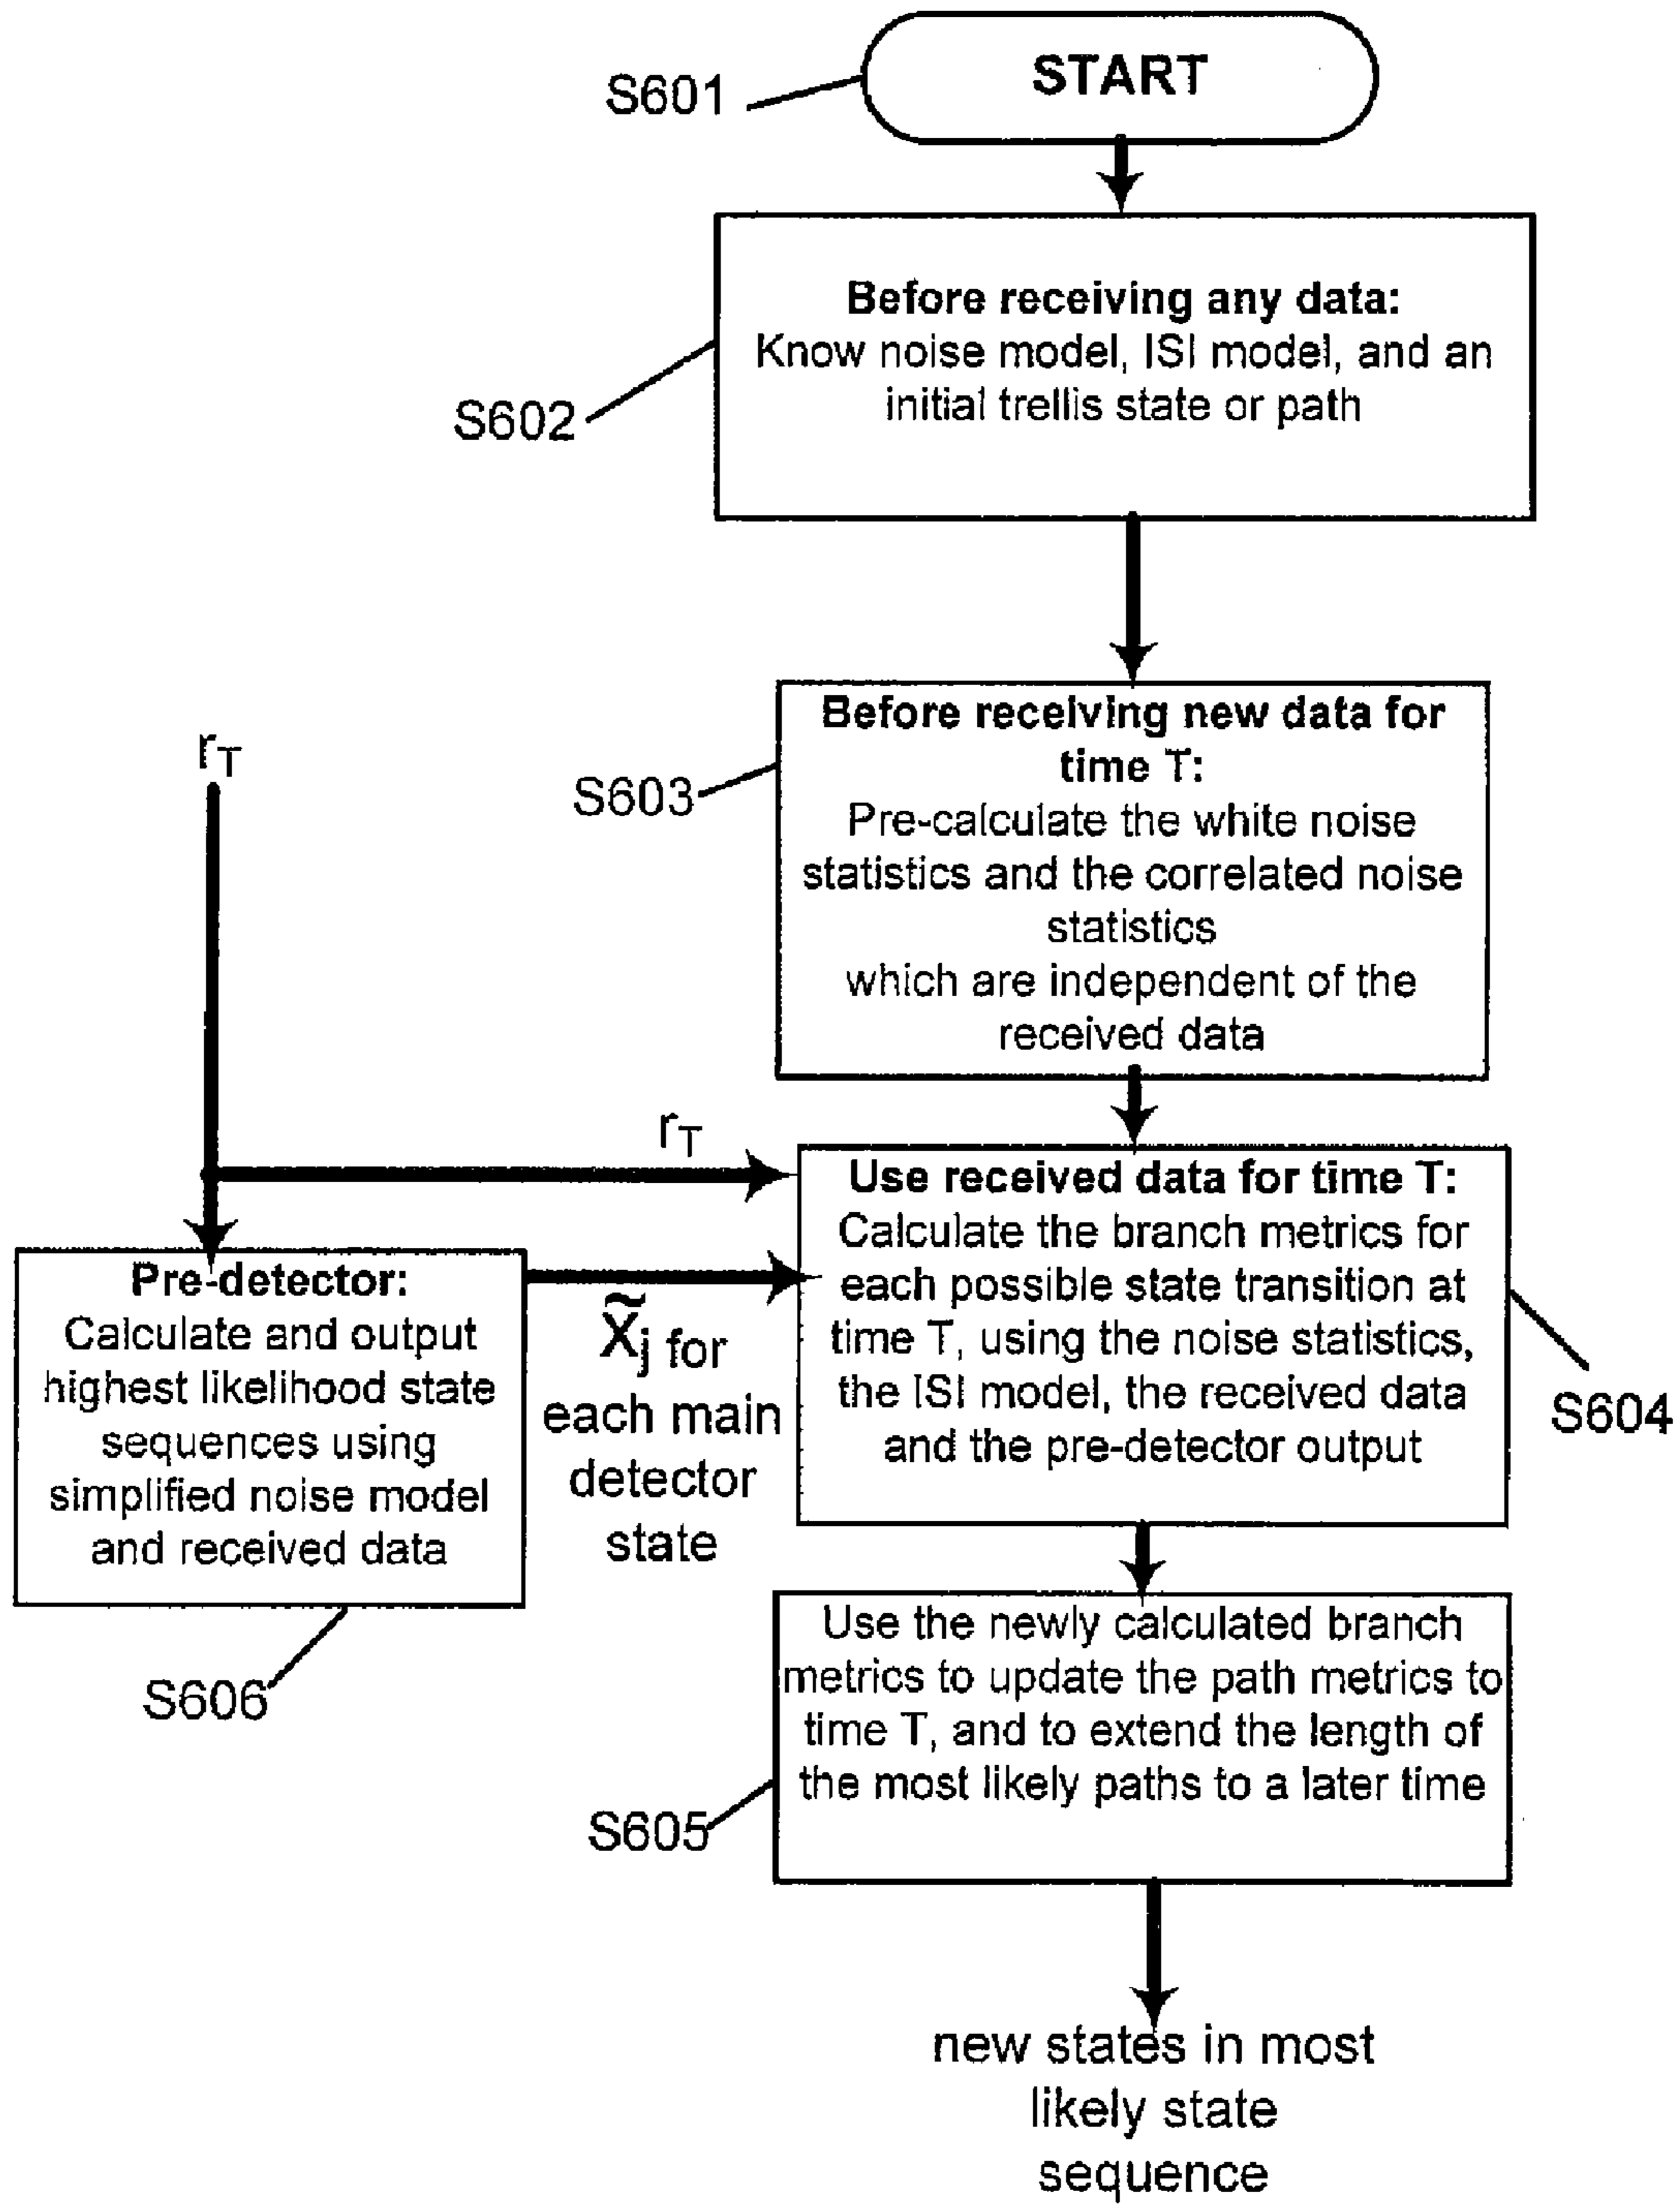 START
S601
Before receiving any data:
Know noise model, ISI model, and an
initial trellis state or path
S602
Before receiving new data for
time T:
Pre-calculate the white noise
statistics and the correlated noise
statistics
which are independent of the
received data
S603
rT
rT
Use received data for time T:
Calculate the branch metrics for
each possible state transition at
time T, using the noise statistics,
the ISI model, the received data
and the pre-detector output
S604
Pre-detector:
Calculate and output
highest likelihood state
sequences using
simplified noise model
and received data
S606
X̃j for
each main
detector
state
Use the newly calculated branch
metrics to update the path metrics to
time T, and to extend the length of
the most likely paths to a later time
S605
new states in most
likely state
sequence